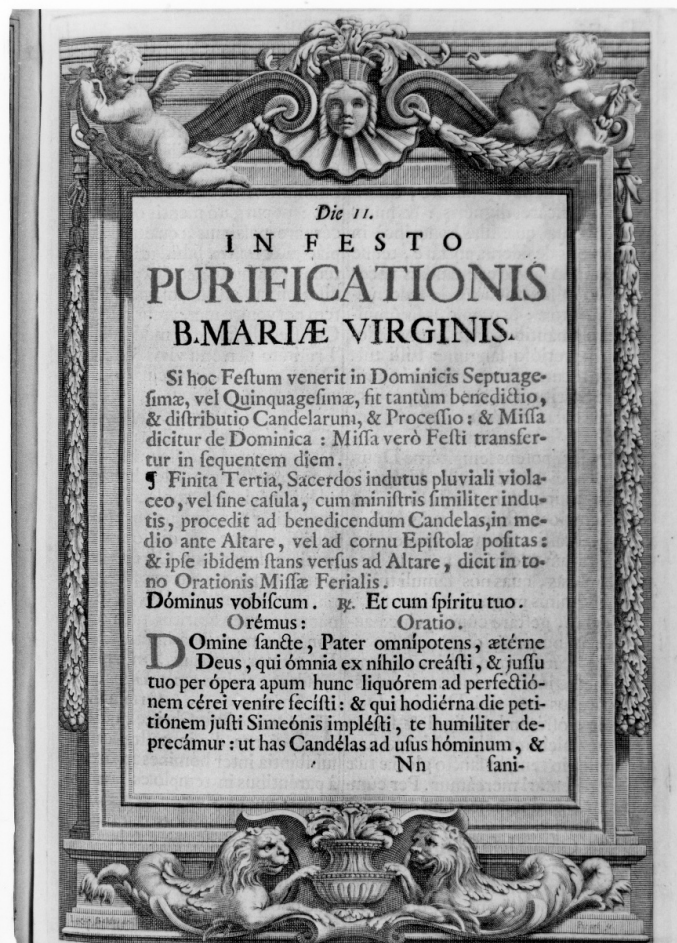 Die II.
IN FESTO
PURIFICATIONIS
B. MARIÆ VIRGINIS.
Si hoc Feſtum venerit in Dominicis Septuage-
ſimæ, vel Quinquageſimæ, fit tantùm benedictio,
& diſtributio Candelarum, & Proceſſio: & Miſſa
dicitur de Dominica : Miſſa verò Feſti transfer-
tur in ſequentem diem.
¶ Finita Tertia, Sacerdos indutus pluviali viola-
ceo, vel ſine caſula, cum miniſtris ſimiliter indu-
tis, procedit ad benedicendum Candelas, in me-
dio ante Altare, vel ad cornu Epiſtolæ poſitas:
& ipſe ibidem ſtans verſus ad Altare, dicit in to-
no Orationis Miſſæ Ferialis.
Dóminus vobíſcum. ℟. Et cum ſpíritu tuo.
Orémus: Oratio.
DOmine ſancte, Pater omnípotens, ætérne
Deus, qui ómnia ex níhilo creáſti, & juſſu
tuo per ópera apum hunc liquórem ad perfectió-
nem cérei veníre feciſti: & qui hodiérna die peti-
tiónem juſti Simeónis impléſti, te humíliter de-
precámur: ut has Candélas ad uſus hóminum, &
Nn ſani-